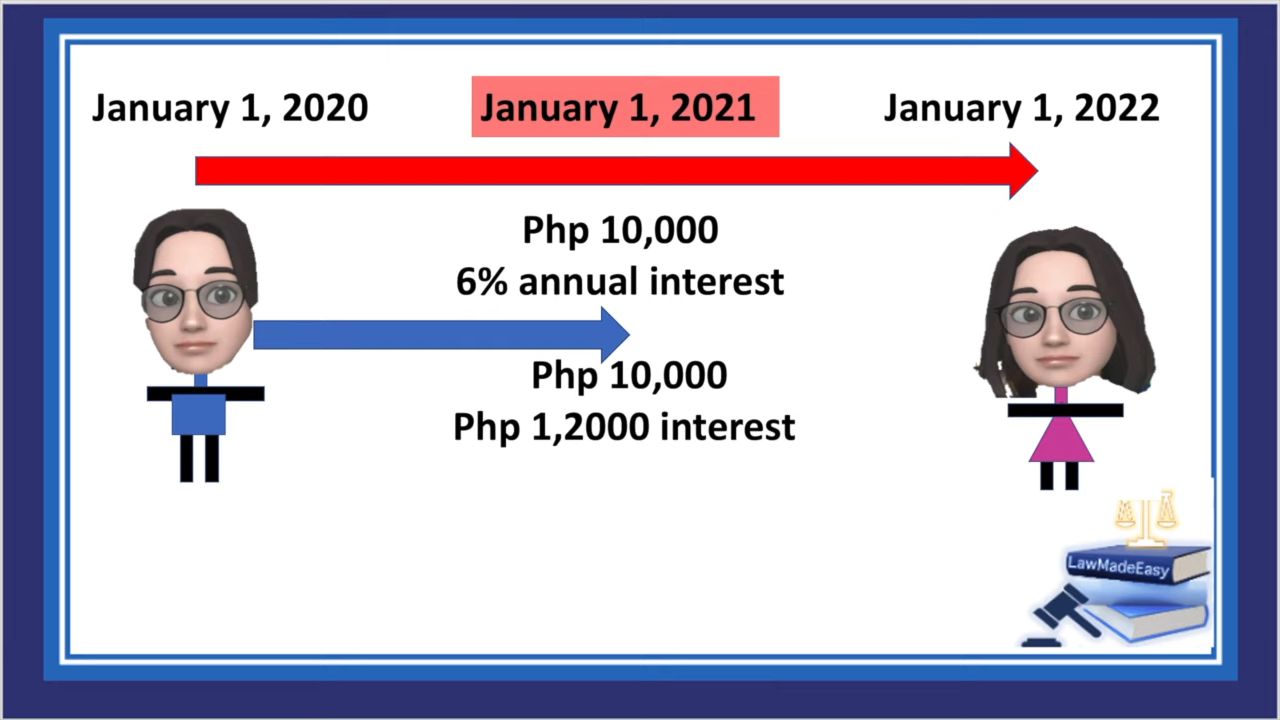 January 1, 2020
January 1, 2021
January 1, 2022
Php 10,000
6% annual interest
Php 10,000
Php 1,2000 interest
LawMadeEasy